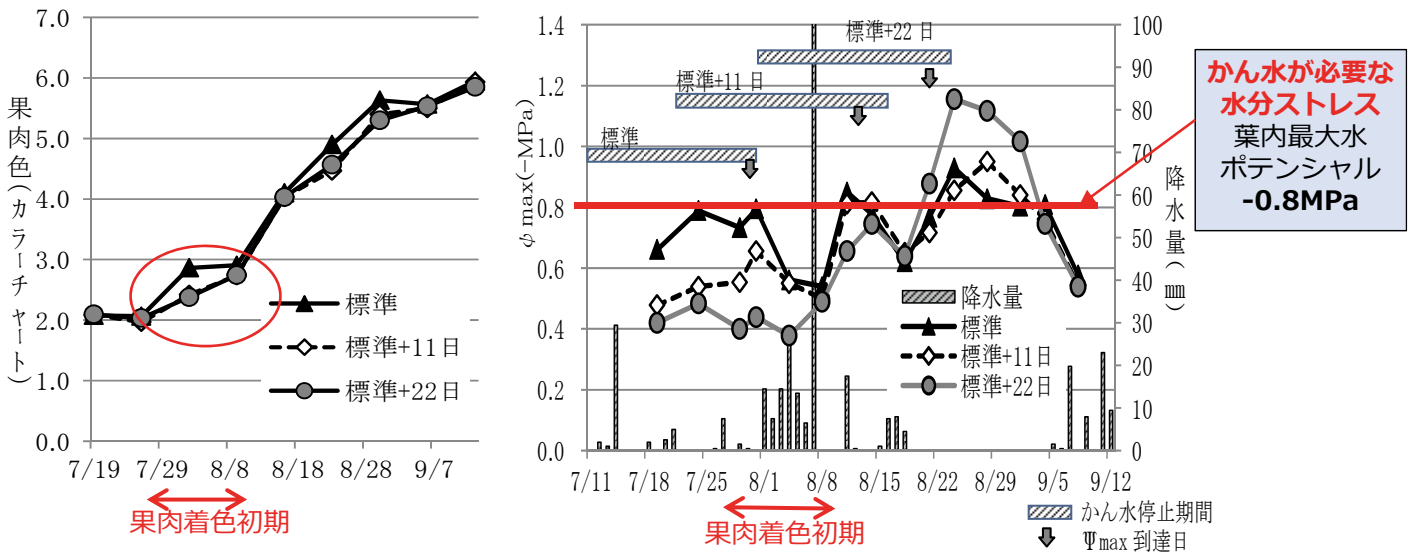 7.0
6.0
5.0
4.0
3.0
2.0
1.0
0.0
果肉色(カラーチャート)
7/19
7/29
8/8
8/18
8/28
9/7
標準
標準+11日
標準+22日
果肉着色初期
1.4
1.2
1.0
0.8
0.6
0.4
0.2
0.0
φmax(-MPa)
標準
標準+11 日
標準+22 日
100
90
80
70
60
50
40
30
20
10
0
降水量(㎜)
降水量
標準
標準+11日
標準+22日
7/11
7/18
7/25
8/1
8/8
8/15
8/22
8/29
9/5
9/12
果肉着色初期
かん水停止期間
Ψmax 到達日
かん水が必要な
水分ストレス
葉内最大水
ポテンシャル
-0.8MPa